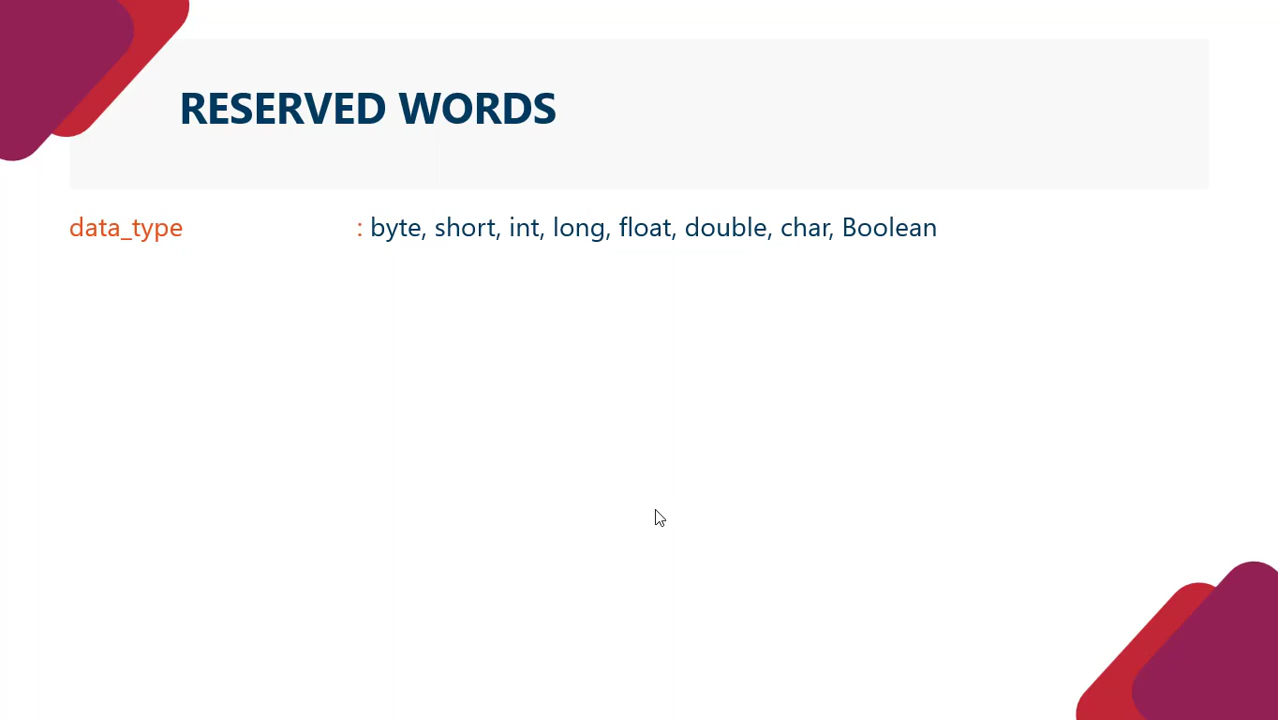 RESERVED WORDS
data_type : byte, short, int, long, float, double, char, Boolean